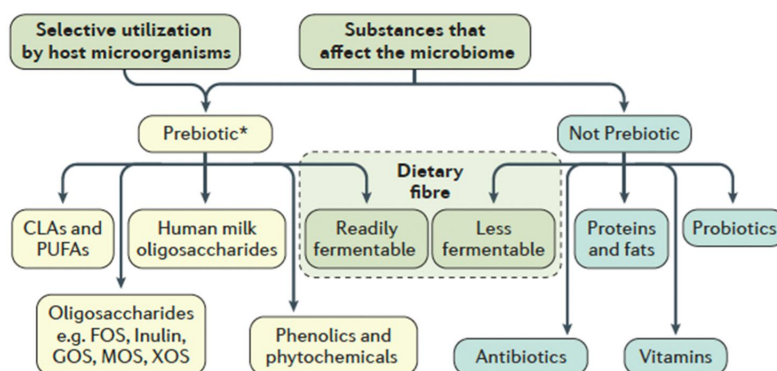 Selective utilization
by host microorganisms
Substances that
affect the microbiome
Prebiotic*
Not Prebiotic
Dietary
fibre
CLAs and
PUFAs
Human milk
oligosaccharides
Readily
fermentable
Less
fermentable
Proteins
and fats
Probiotics
Oligosaccharides
e.g. FOS, Inulin,
GOS, MOS, XOS
Phenolics and
phytochemicals
Antibiotics
Vitamins